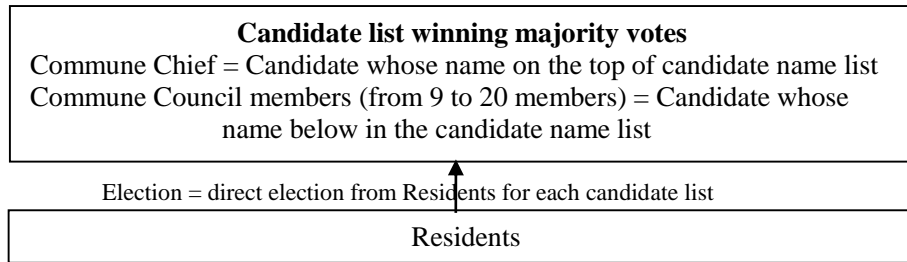 Candidate list winning majority votes
Commune Chief = Candidate whose name on the top of candidate name list
Commune Council members (from 9 to 20 members) = Candidate whose
name below in the candidate name list
Election = direct election from Residents for each candidate list
Residents